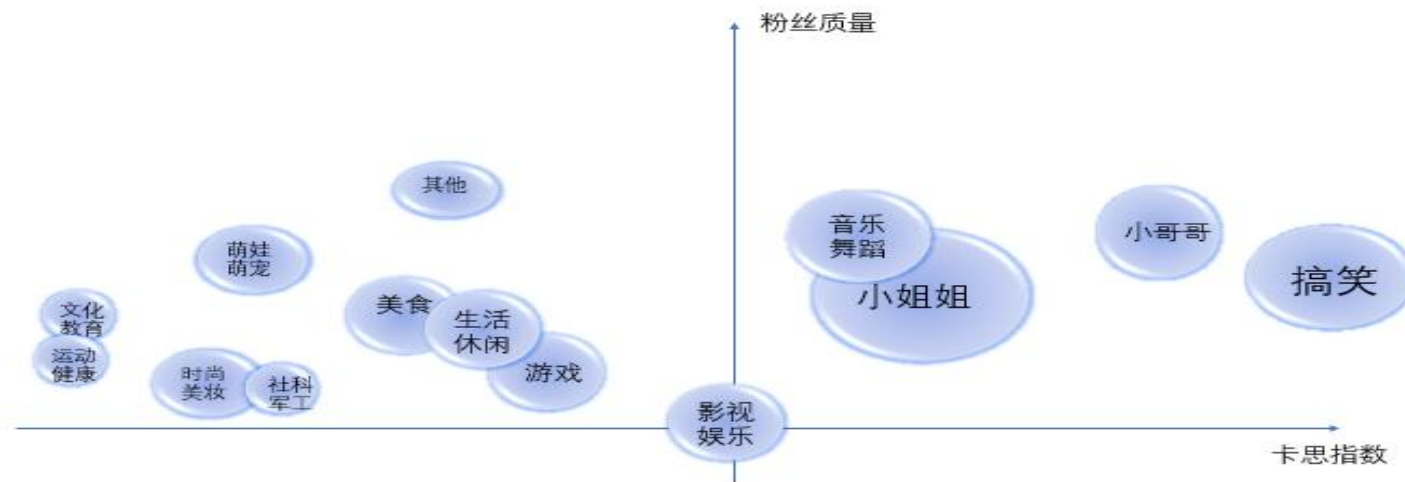 粉丝质量
其他
音乐
舞蹈
小哥哥
萌娃
萌宠
搞笑
小姐姐
美食
文化
教育
生活
休闲
运动
健康
时尚
美妆
社科
军工
游戏
影视
娱乐
卡思指数